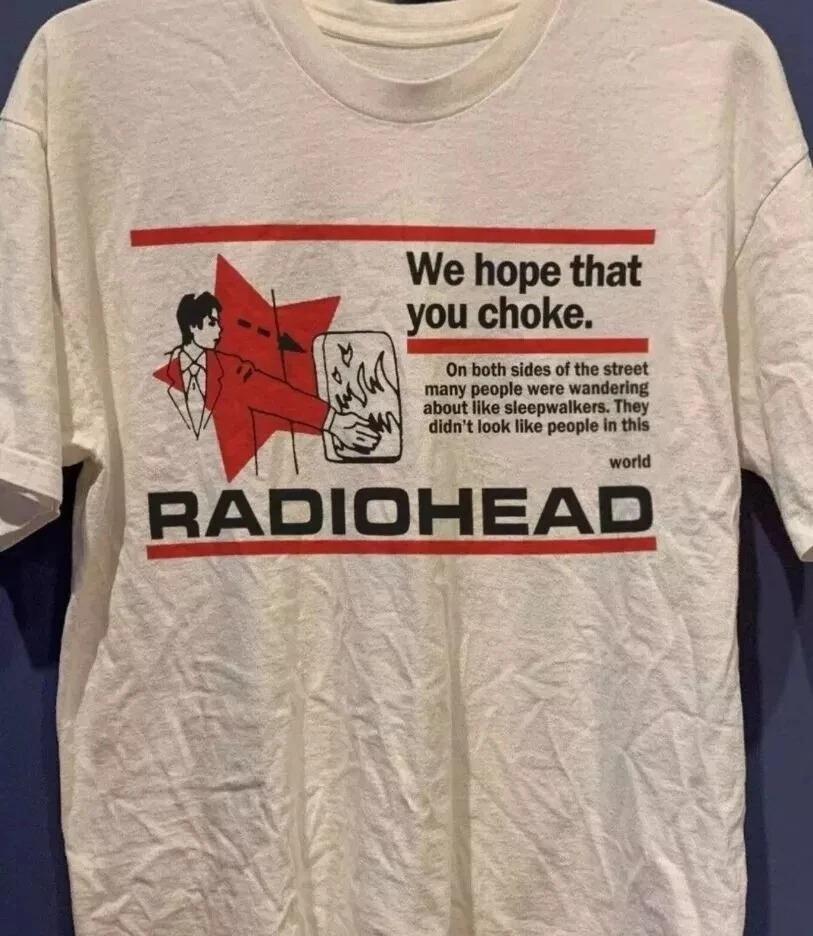 We hope that
you choke.
On both sides of the street
many people were wandering
about like sleepwalkers. They
didn't look like people in this
world
RADIOHEAD